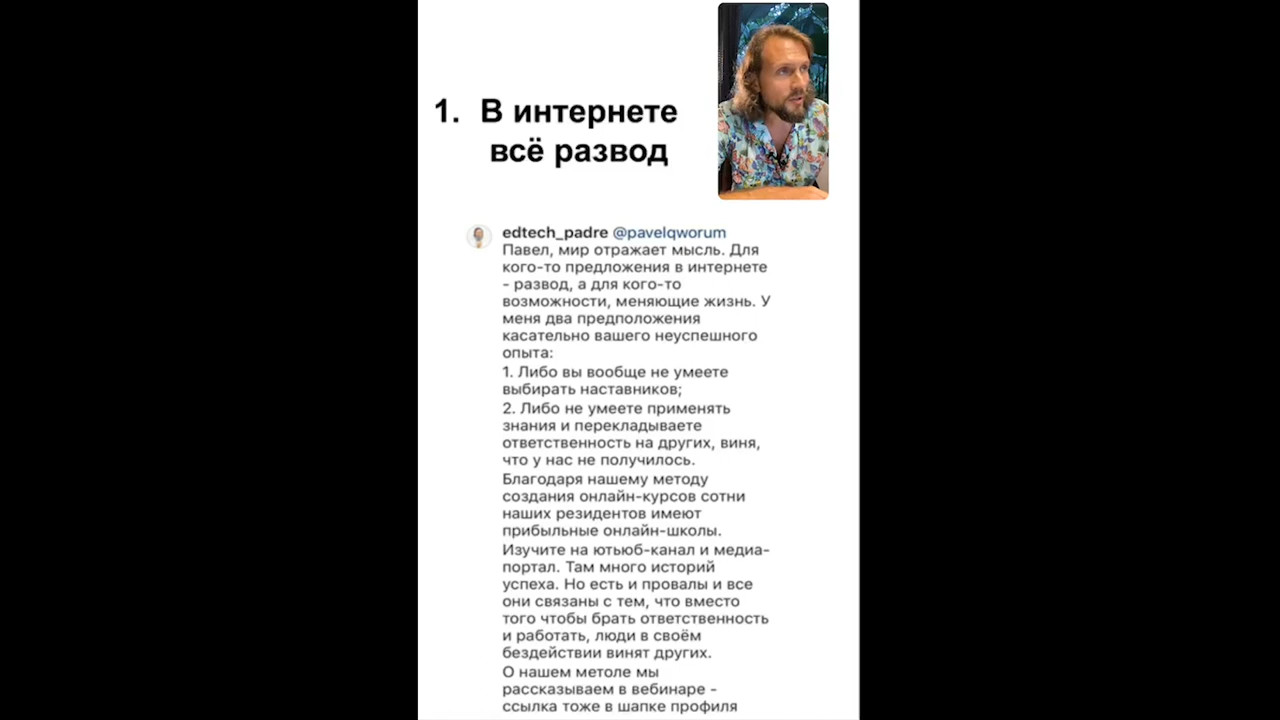 1. В интернете
всё развод
edtech_padre @pavelqworum
Павел, мир отражает мысль. Для
кого-то предложения в интернете
- развод, а для кого-то
возможности, меняющие жизнь. У
меня два предположения
касательно вашего неуспешного
опыта:
1. Либо вы вообще не умеете
выбирать наставников;
2. Либо не умеете применять
знания и перекладываете
ответственность на других, виня,
что у нас не получилось.
Благодаря нашему методу
создания онлайн-курсов сотни
наших резидентов имеют
прибыльные онлайн-школы.
Изучите на ютьюб-канал и медиа-
портал. Там много историй
успеха. Но есть и провалы и все
они связаны с тем, что вместо
того чтобы брать ответственность
и работать, люди в своём
бездействии винят других.
О нашем метоле мы
рассказываем в вебинаре -
ссылка тоже в шапке профиля